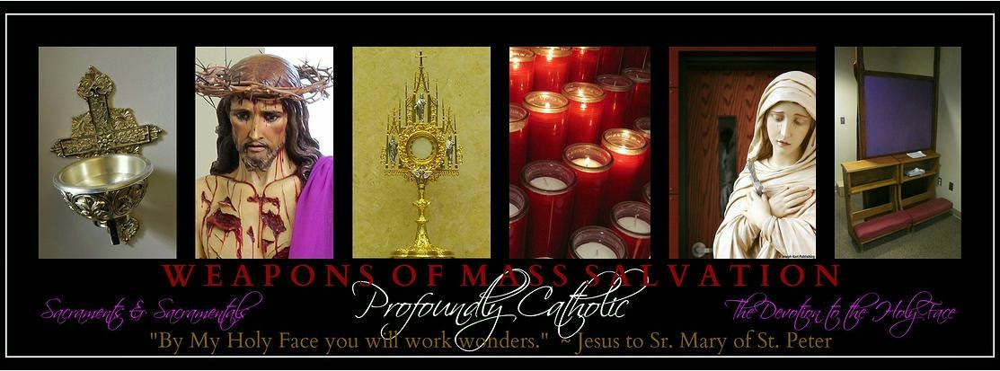 © Joseph Karl Publishing
WEAPONS OF MASS SALVATION
Profoundly Catholic
Sacraments & Sacramentals
The Devotion to the Holy Face
"By My Holy Face you will work wonders." ~ Jesus to Sr. Mary of St. Peter